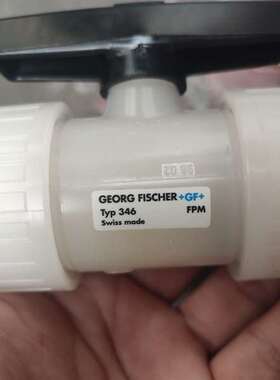 GEORG FISCHER +GF+
Typ 346 FPM
Swiss made